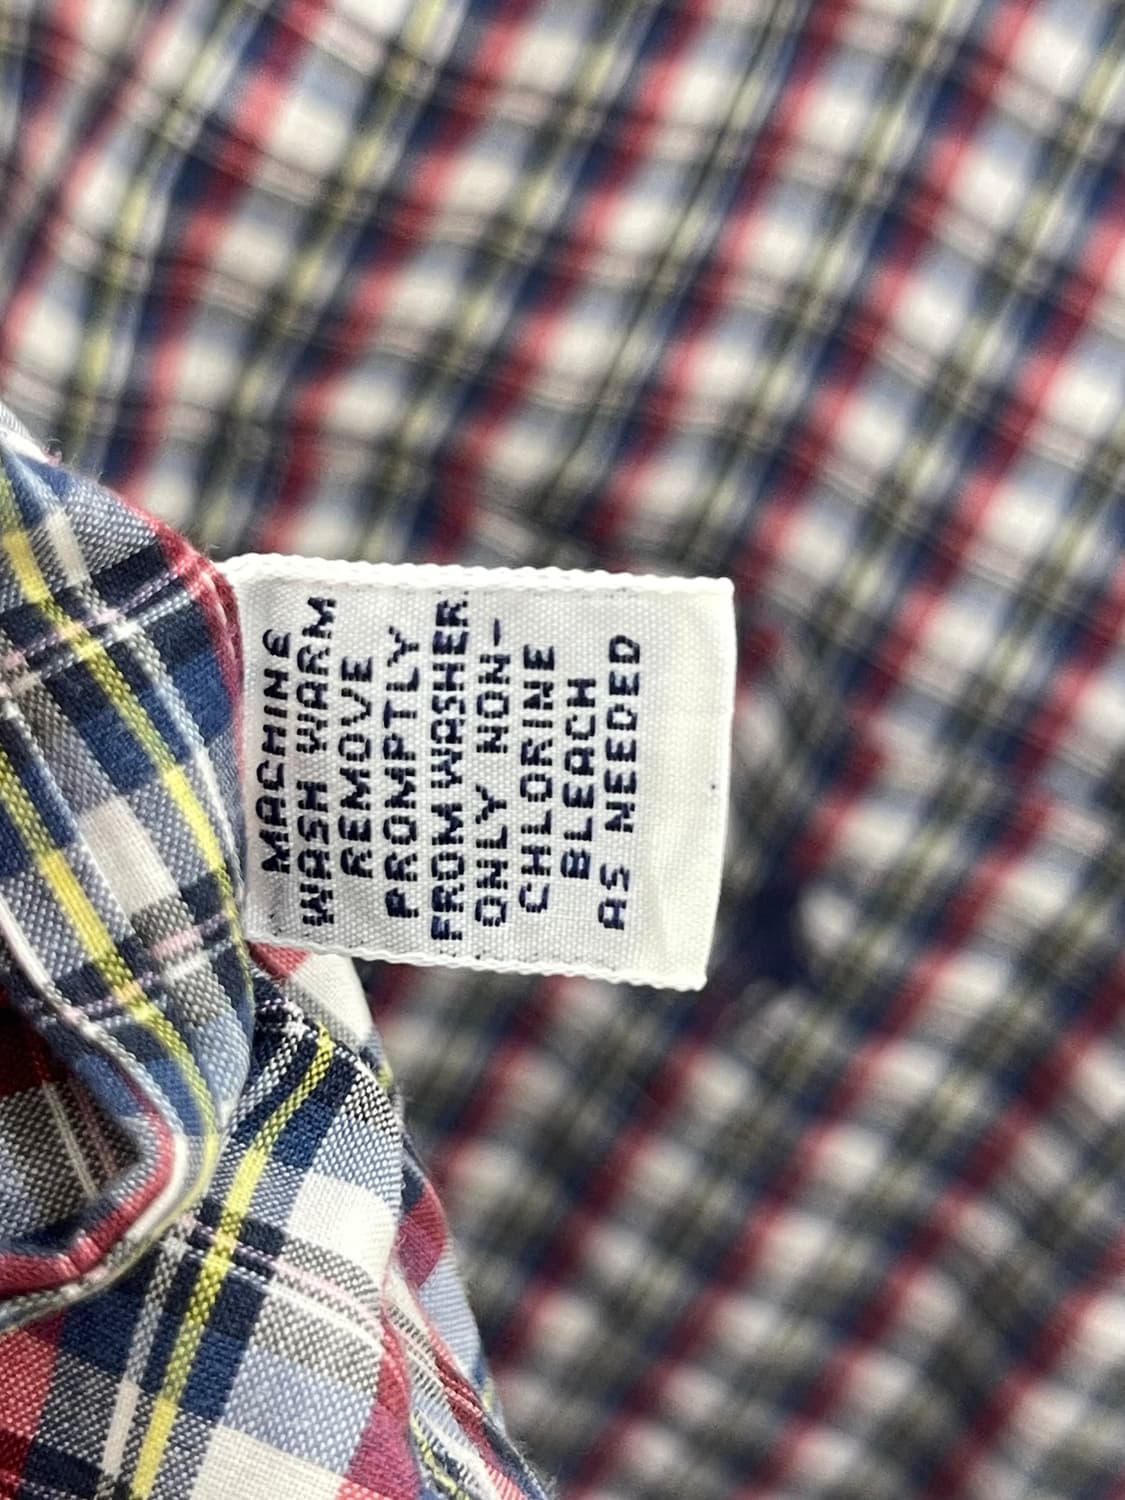 MACHINE
WASH WARM
REMOVE
PROMPTLY
FROM WASHER.
ONLY NON-
CHLORINE
BLEACH
AS NEEDED